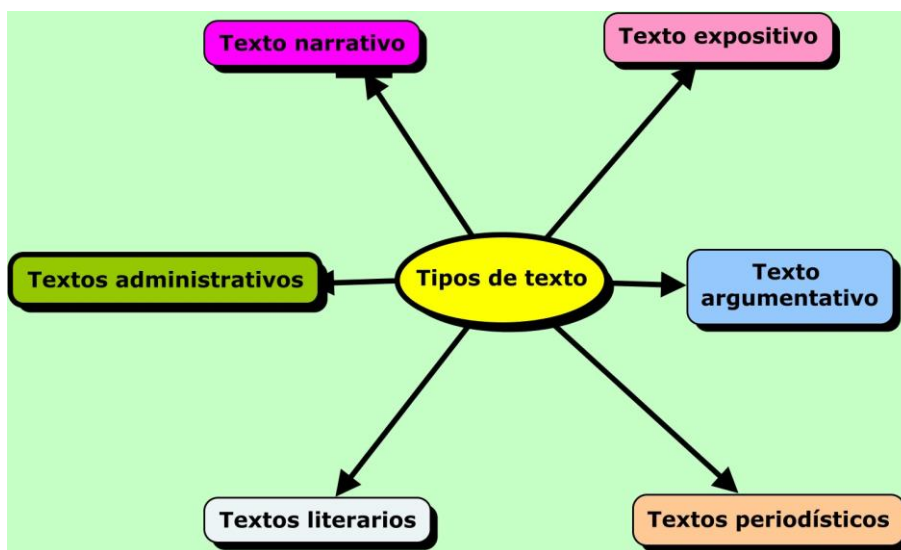 Texto narrativo
Texto expositivo
Textos administrativos
Tipos de texto
Texto
argumentativo
Textos literarios
Textos periodísticos